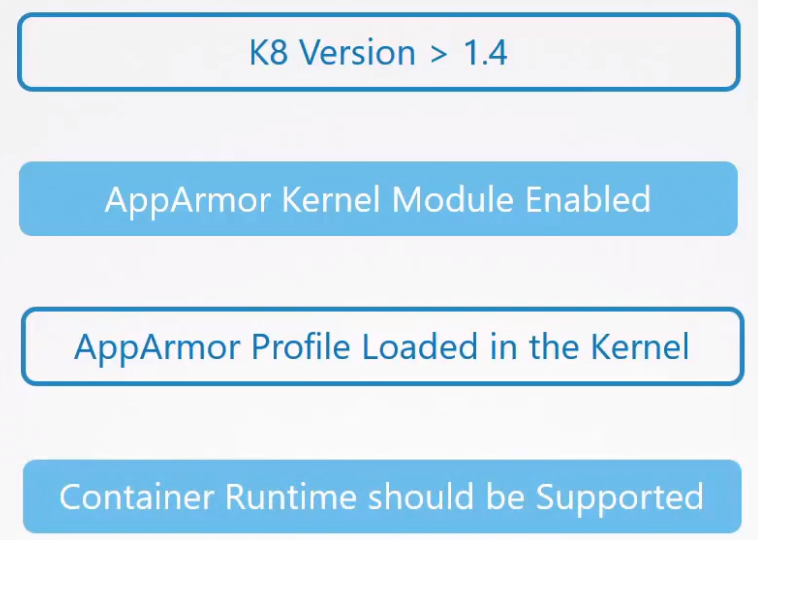 K8 Version > 1.4
AppArmor Kernel Module Enabled
AppArmor Profile Loaded in the Kernel
Container Runtime should be Supported